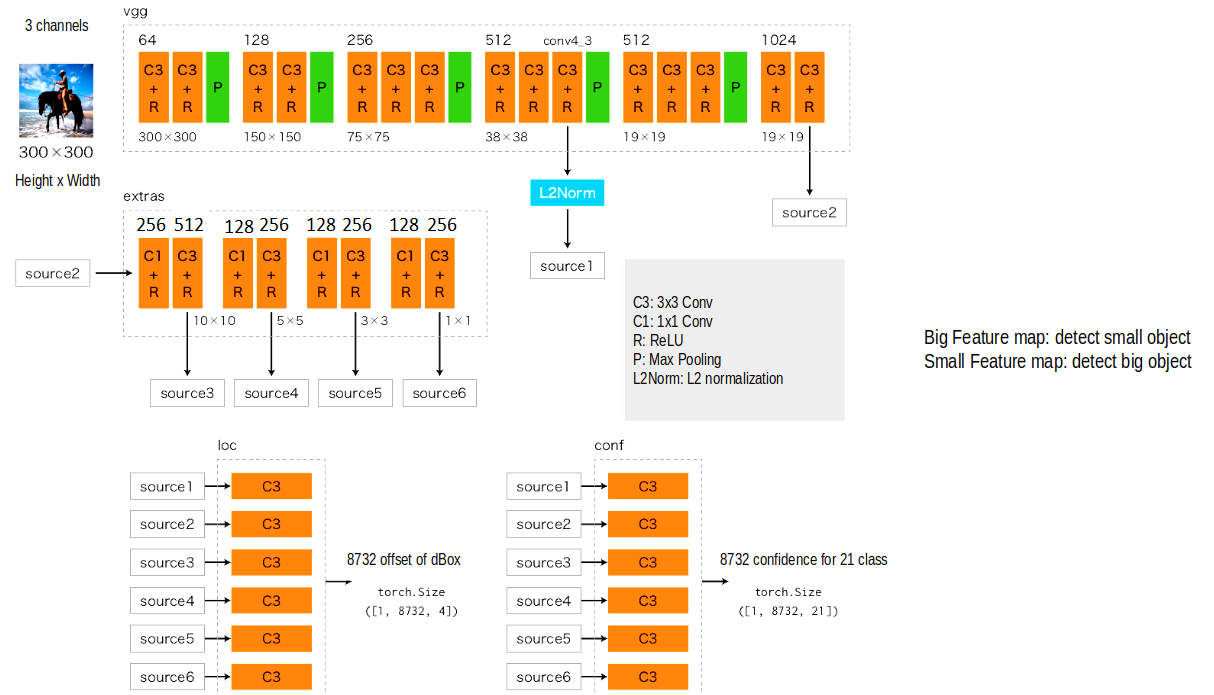 3 channels
vgg
64 128 256 512 conv4_3 512 1024
C3 + R C3 + R P C3 + R C3 + R P C3 + R C3 + R C3 + R P C3 + R C3 + R C3 + R P C3 + R C3 + R C3 + R P C3 + R C3 + R
300×300 150×150 75×75 38×38 19×19 19×19
300×300
Height x Width
L2Norm
source1
source2
extras
256 512 128 256 128 256 128 256
source2
C1 + R C3 + R C1 + R C3 + R C1 + R C3 + R C1 + R C3 + R
10×10 5×5 3×3 1×1
source3 source4 source5 source6
C3: 3x3 Conv
C1: 1x1 Conv
R: ReLU
P: Max Pooling
L2Norm: L2 normalization
Big Feature map: detect small object
Small Feature map: detect big object
loc
source1 C3
source2 C3
source3 C3
source4 C3
source5 C3
source6 C3
8732 offset of dBox
torch.Size
([1, 8732, 4])
conf
source1 C3
source2 C3
source3 C3
source4 C3
source5 C3
source6 C3
8732 confidence for 21 class
torch.Size
([1, 8732, 21])